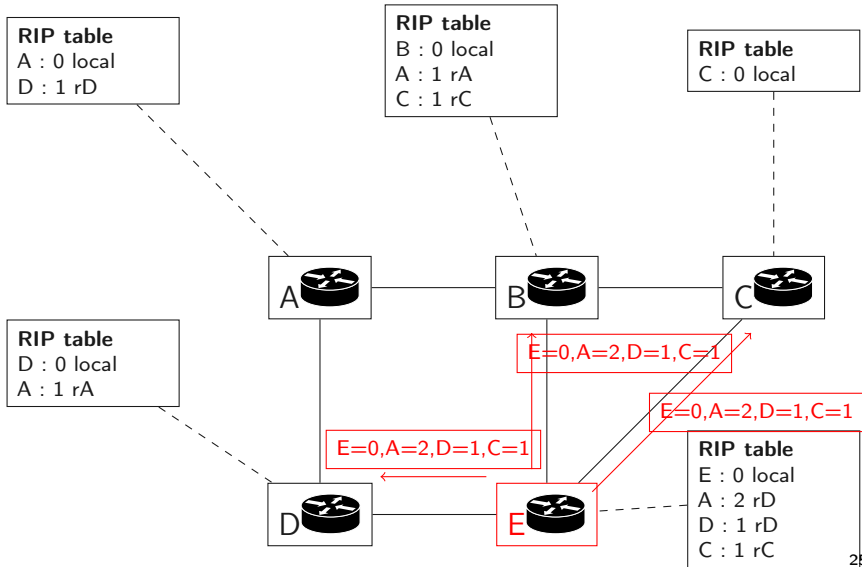 RIP table
A : 0 local
D : 1 rD
RIP table
B : 0 local
A : 1 rA
C : 1 rC
RIP table
C : 0 local
A
B
C
E=0,A=2,D=1,C=1
RIP table
D : 0 local
A : 1 rA
E=0,A=2,D=1,C=1
E=0,A=2,D=1,C=1
D
E
RIP table
E : 0 local
A : 2 rD
D : 1 rD
C : 1 rC